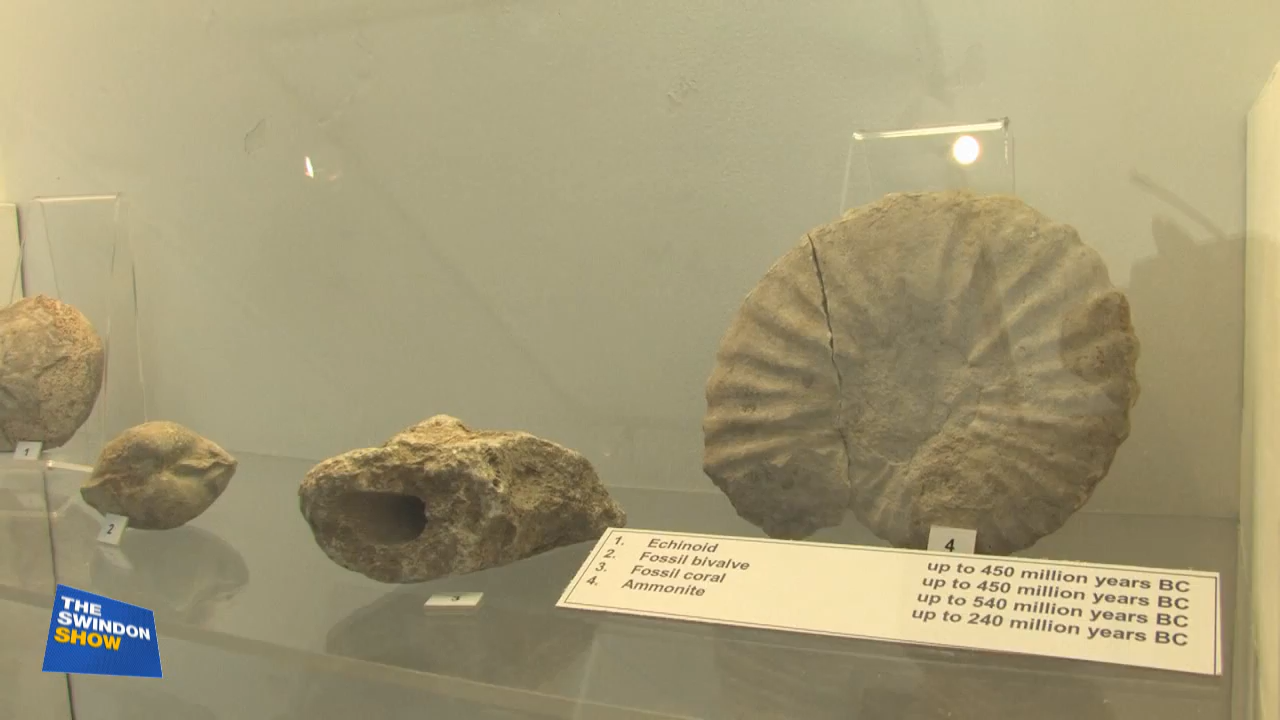 1
2
3
4
1. Echinoid up to 450 million years BC
2. Fossil bivalve up to 450 million years BC
3. Fossil coral up to 540 million years BC
4. Ammonite up to 240 million years BC
THE
SWINDON
SHOW